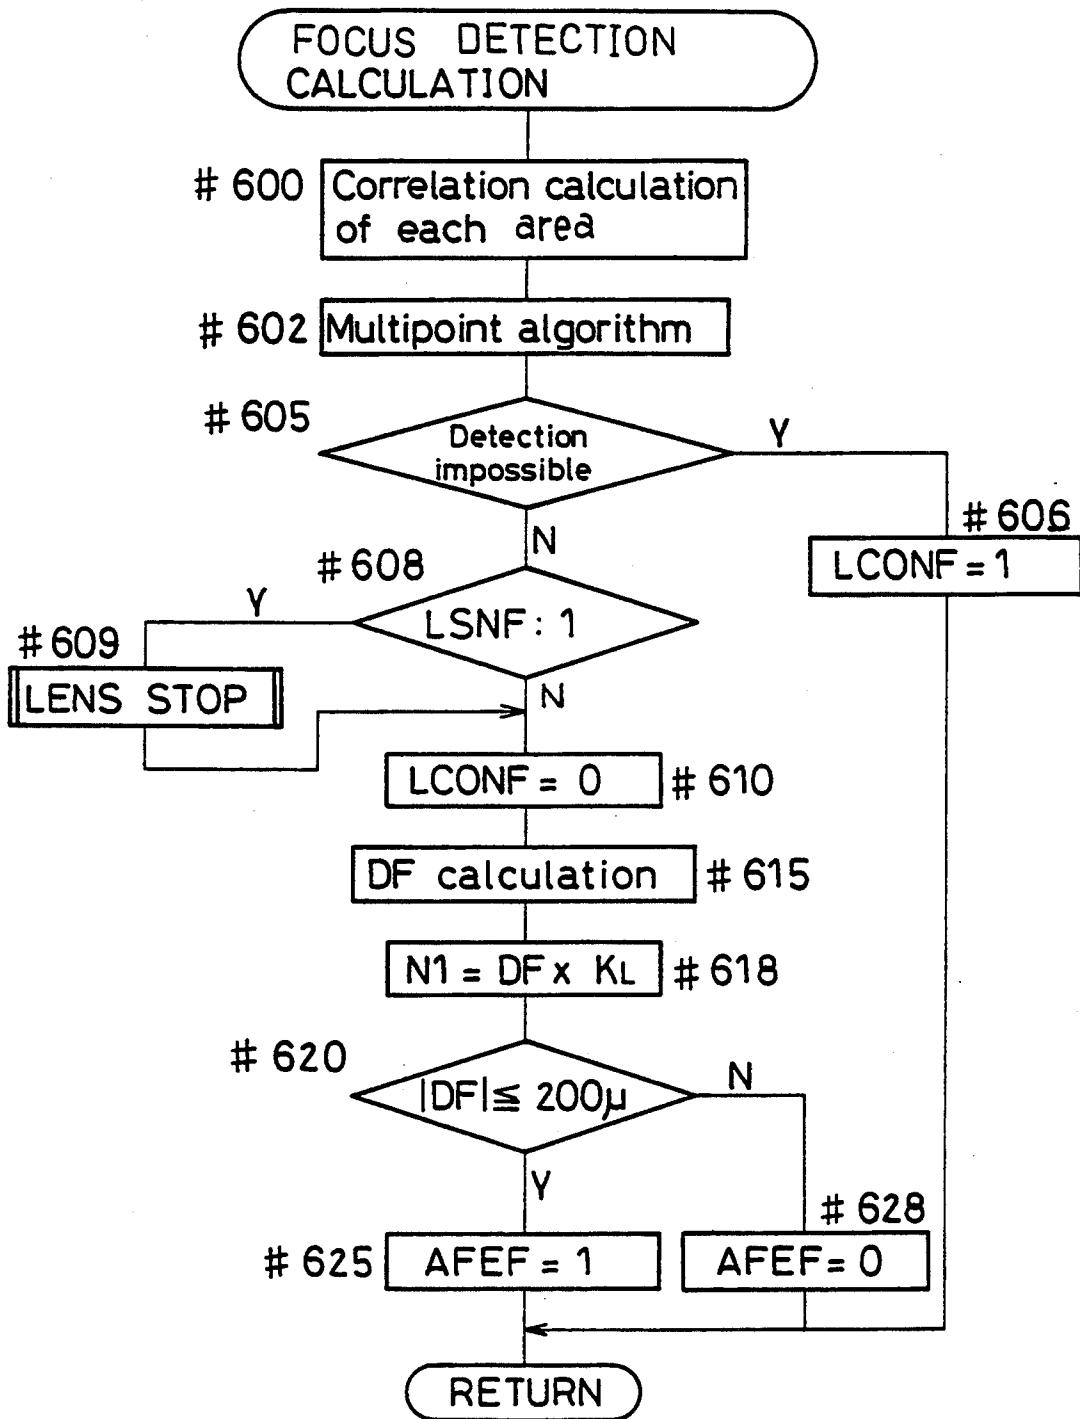 FOCUS DETECTION
CALCULATION
# 600
Correlation calculation
of each area
# 602
Multipoint algorithm
# 605
Detection
impossible
Y
N
# 606
LCONF = 1
# 608
LSNF : 1
Y
N
# 609
LENS STOP
LCONF = 0
# 610
DF calculation
# 615
N1 = DF x KL
# 618
# 620
|DF| ≦ 200μ
N
Y
# 625
AFEF = 1
# 628
AFEF = 0
RETURN